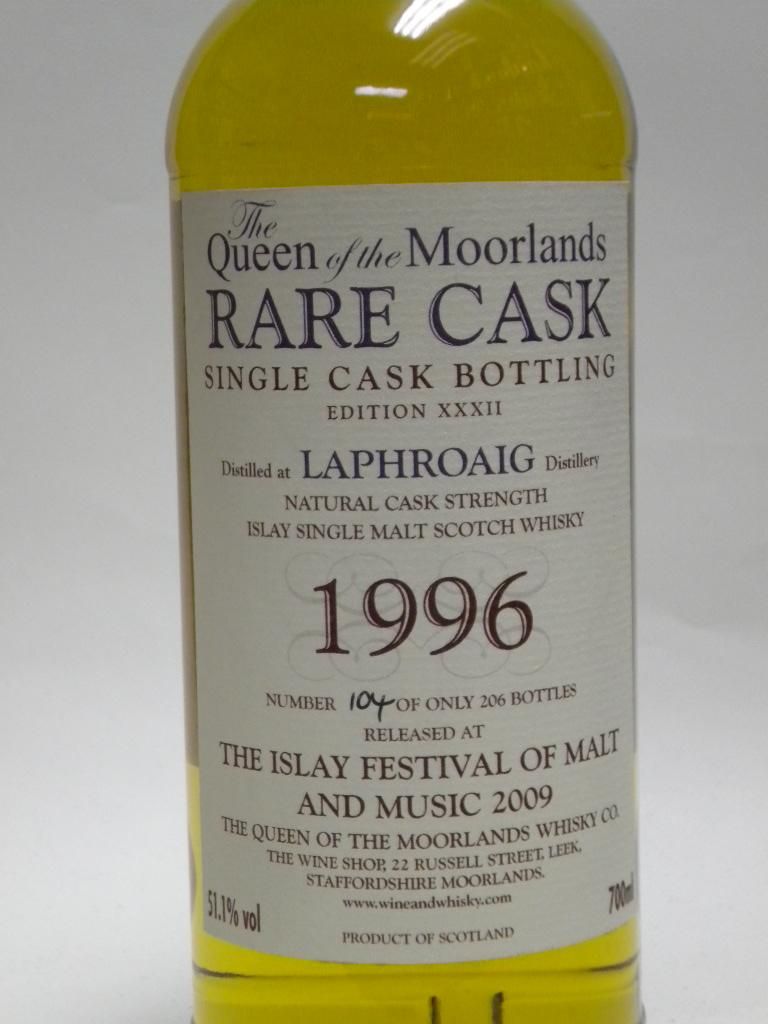 The
Queen of the Moorlands
RARE CASK
SINGLE CASK BOTTLING
EDITION XXXII
Distilled at LAPHROAIG Distillery
NATURAL CASK STRENGTH
ISLAY SINGLE MALT SCOTCH WHISKY
1996
NUMBER 104 OF ONLY 206 BOTTLES
RELEASED AT
THE ISLAY FESTIVAL OF MALT
AND MUSIC 2009
THE QUEEN OF THE MOORLANDS WHISKY CO.
THE WINE SHOP, 22 RUSSELL STREET, LEEK,
STAFFORDSHIRE MOORLANDS.
www.wineandwhisky.com
51.1% vol
700ml
PRODUCT OF SCOTLAND